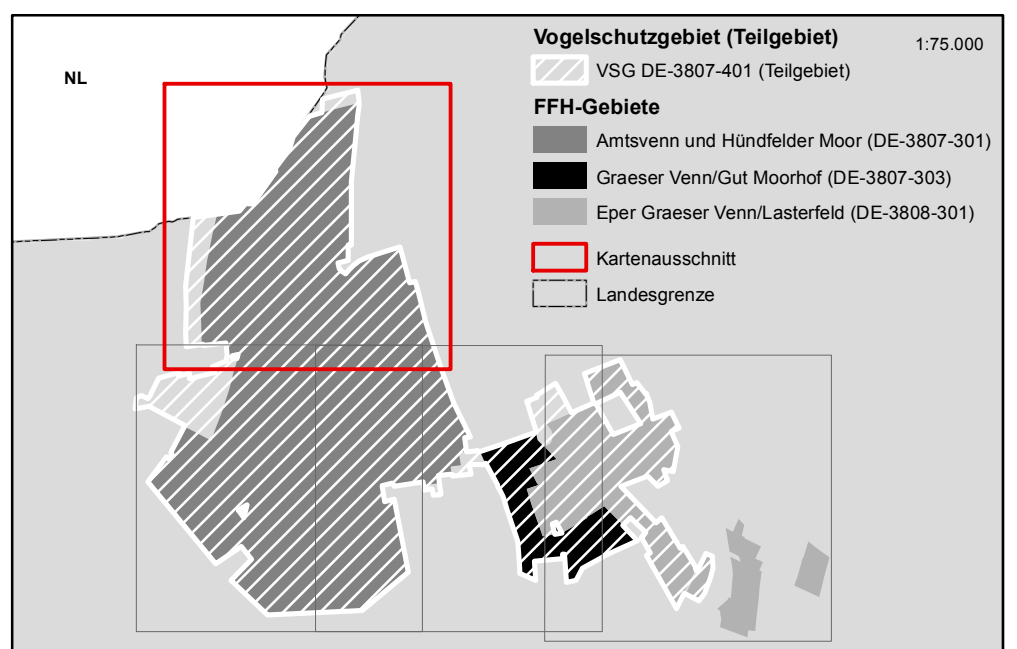 NL
Vogelschutzgebiet (Teilgebiet)
1:75.000
VSG DE-3807-401 (Teilgebiet)
FFH-Gebiete
Amtsvenn und Hündfelder Moor (DE-3807-301)
Graeser Venn/Gut Moorhof (DE-3807-303)
Eper Graeser Venn/Lasterfeld (DE-3808-301)
Kartenausschnitt
Landesgrenze